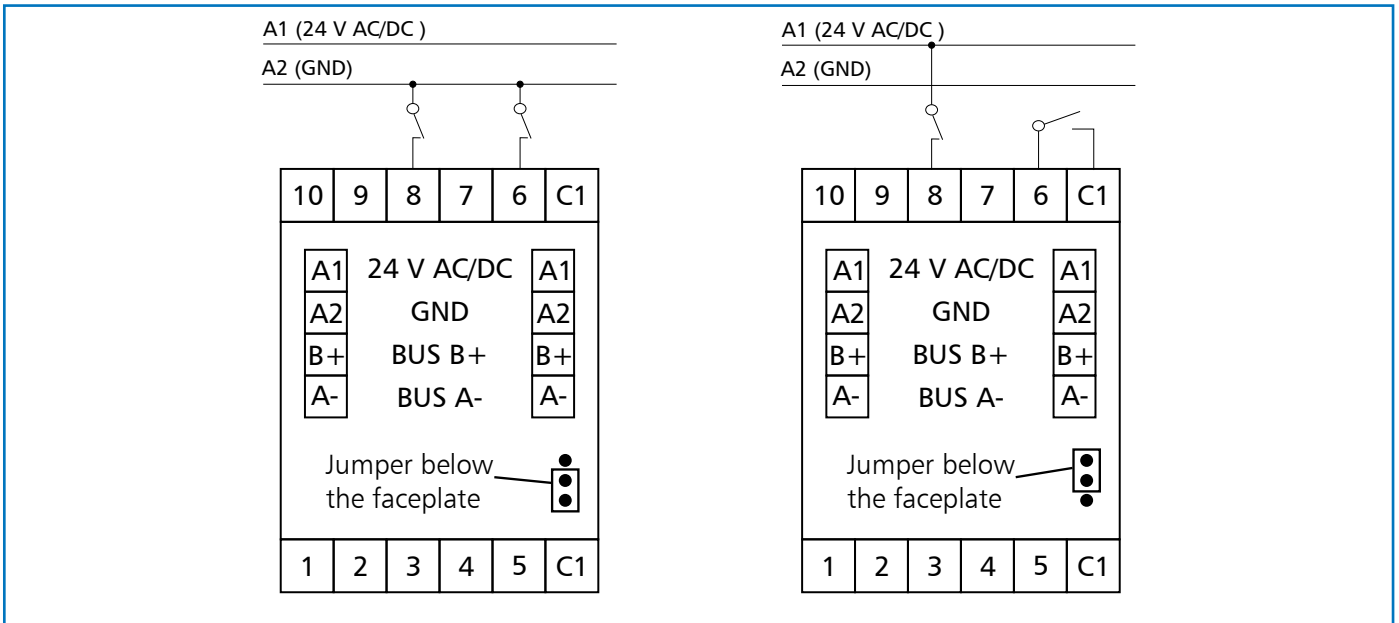 A1 (24 V AC/DC )
A2 (GND)
10 9 8 7 6 C1
A1 24 V AC/DC A1
A2 GND A2
B+ BUS B+ B+
A- BUS A- A-
Jumper below
the faceplate
1 2 3 4 5 C1
A1 (24 V AC/DC )
A2 (GND)
10 9 8 7 6 C1
A1 24 V AC/DC A1
A2 GND A2
B+ BUS B+ B+
A- BUS A- A-
Jumper below
the faceplate
1 2 3 4 5 C1